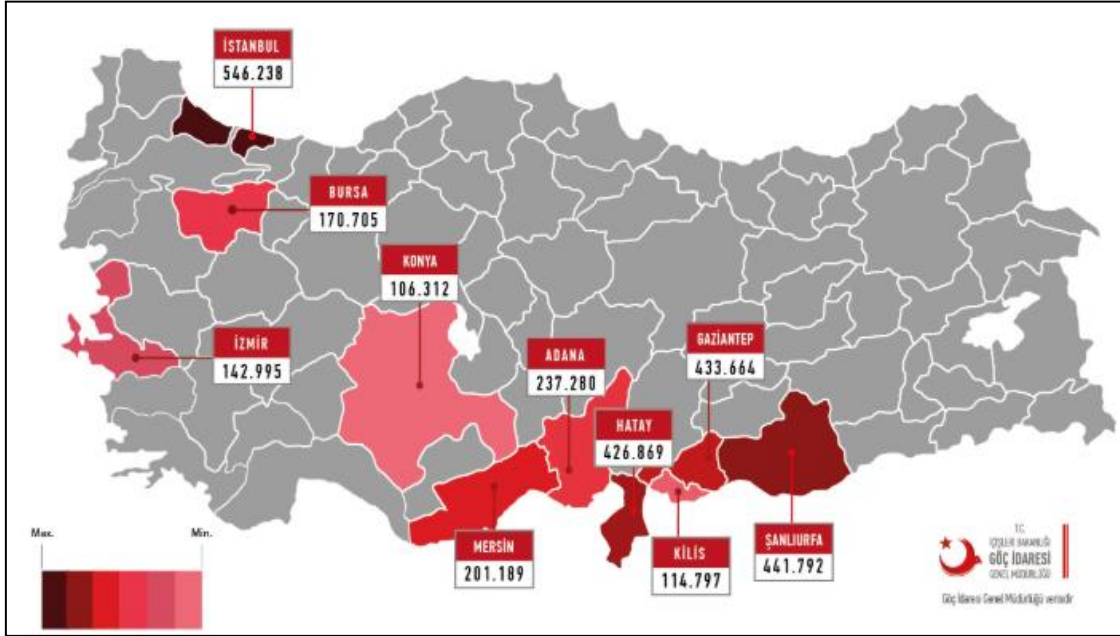 İSTANBUL
546.238
BURSA
170.705
KONYA
106.312
İZMİR
142.995
ADANA
237.280
GAZİANTEP
433.664
HATAY
426.869
MERSİN
201.189
KİLİS
114.797
ŞANLIURFA
441.792
Max.
Min.
T.C.
İÇİŞLERİ BAKANLIĞI
GÖÇ İDARESİ
GENEL MÜDÜRLÜĞÜ
Göç İdaresi Genel Müdürlüğü verisidir